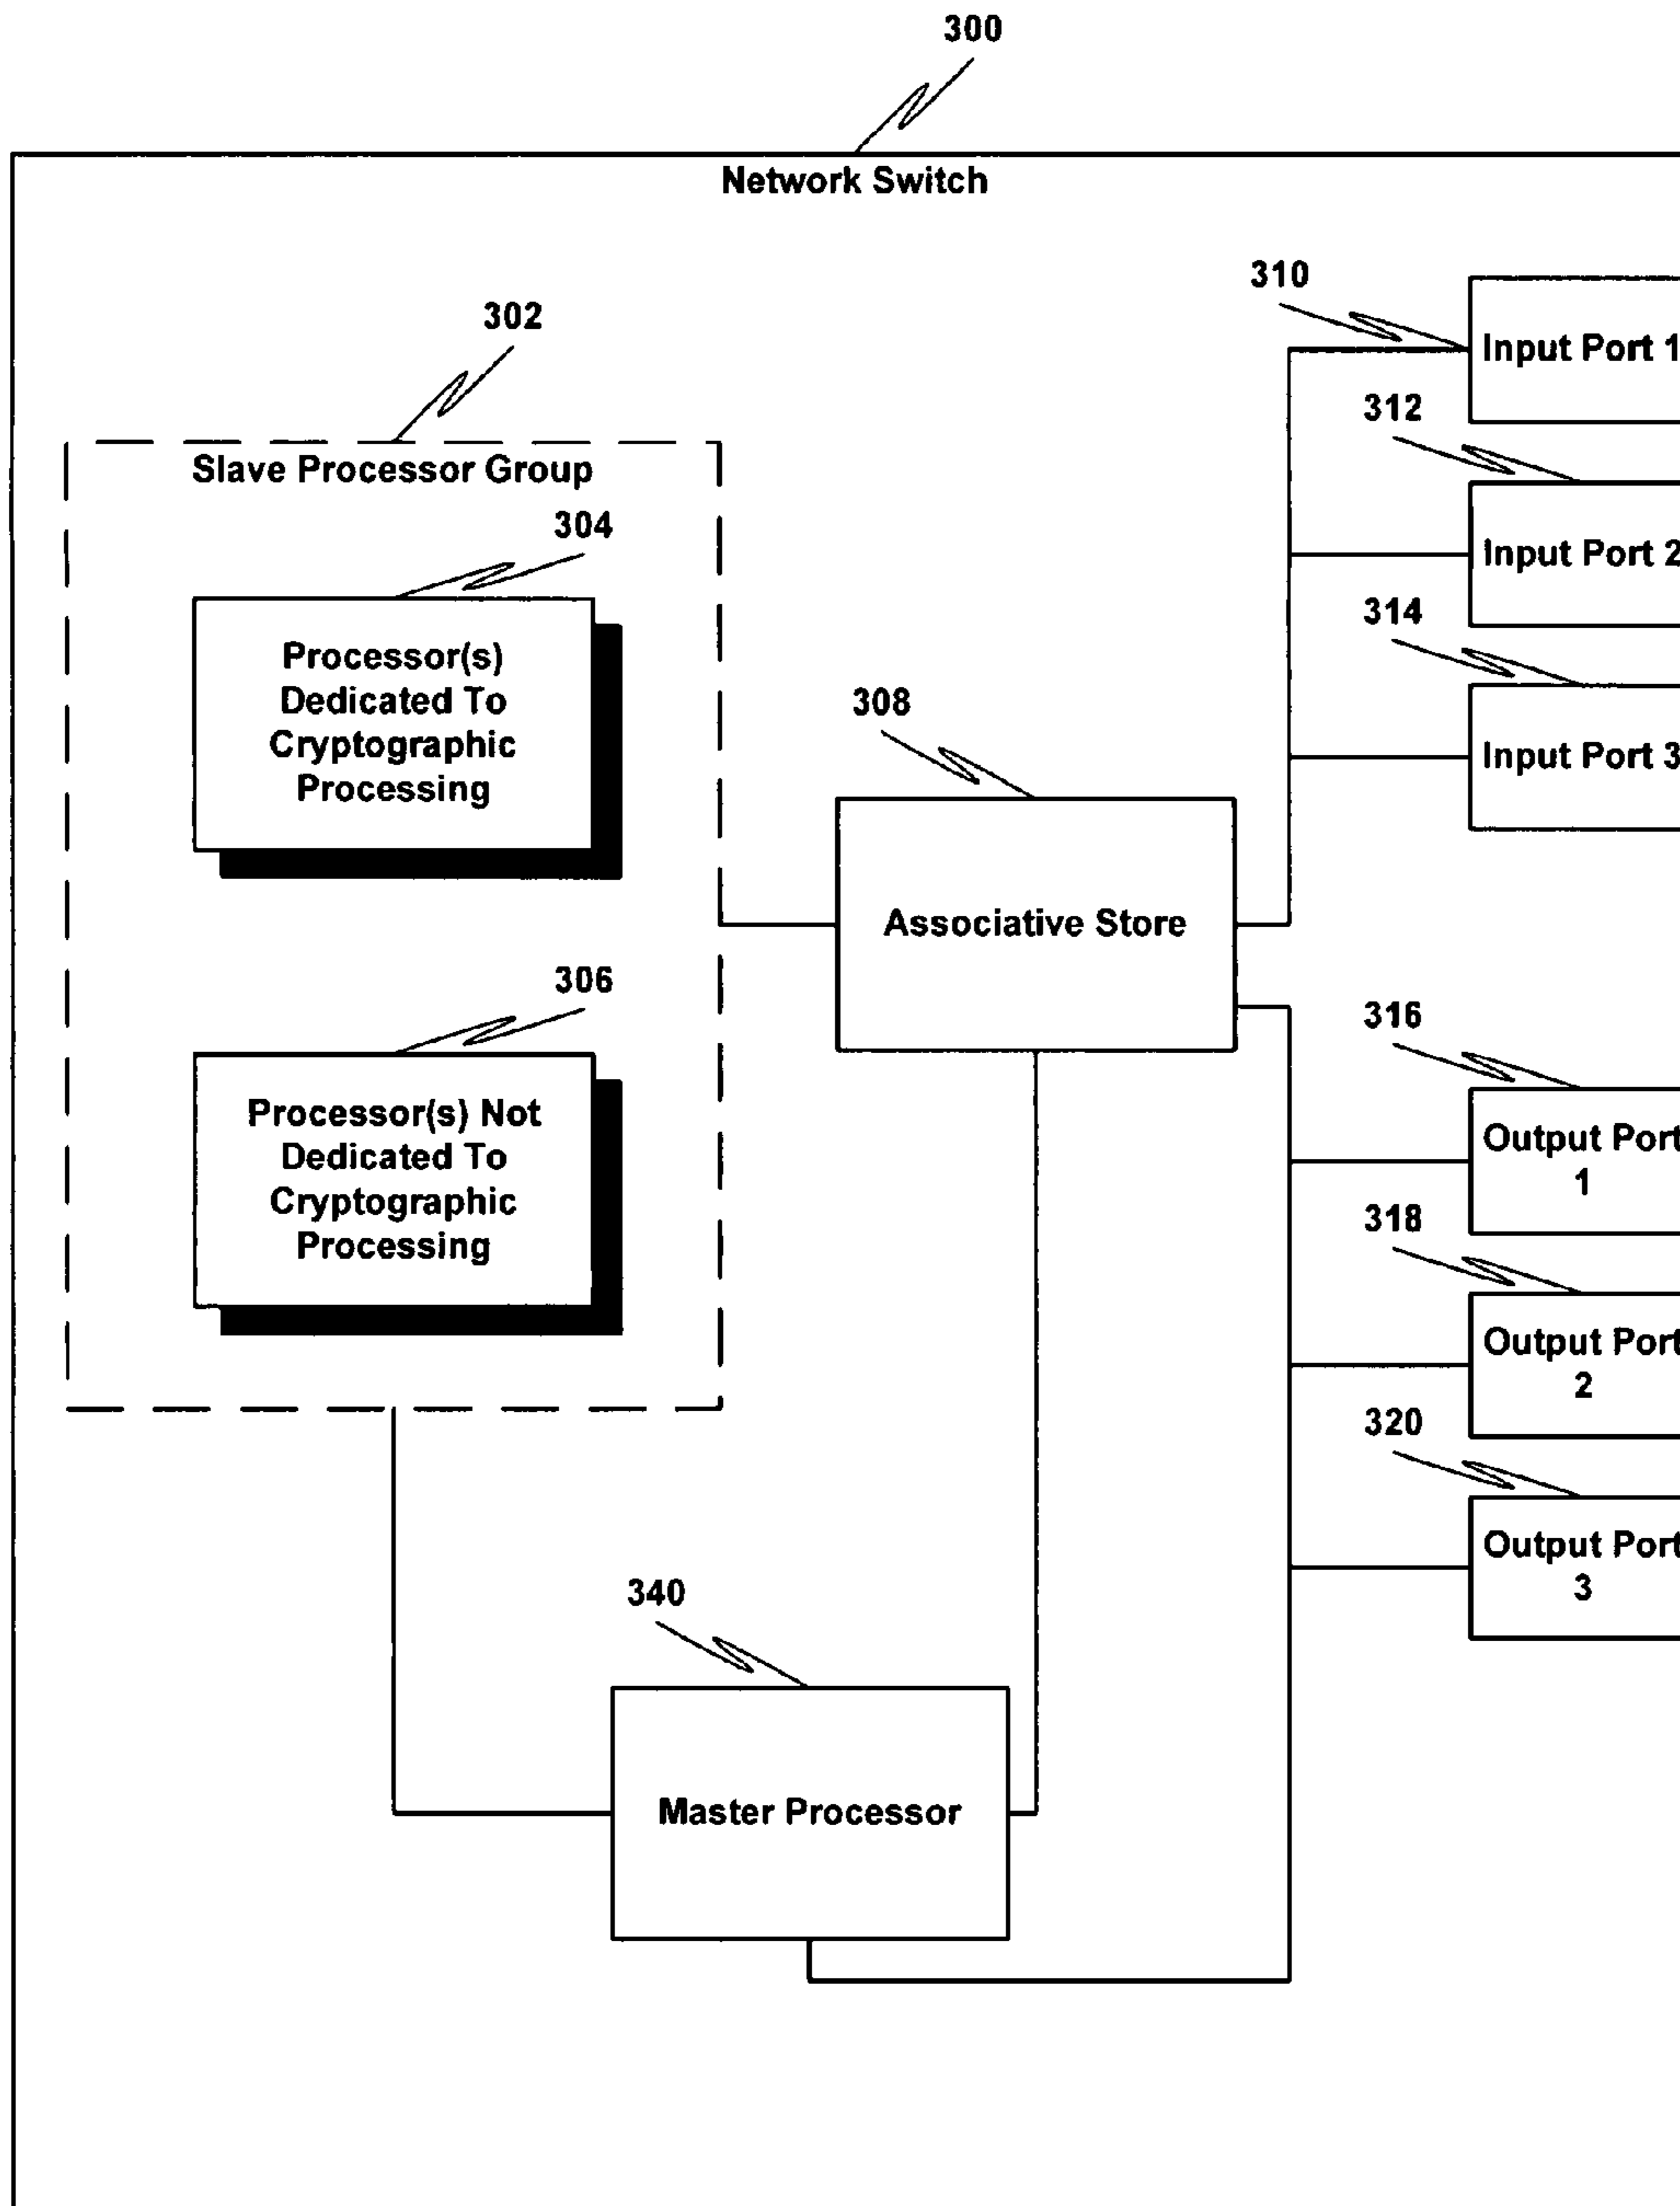 300
Network Switch
310
Input Port 1
302
312
Slave Processor Group
Input Port 2
304
314
Processor(s)
Dedicated To
Cryptographic
Processing
308
Input Port 3
Associative Store
306
316
Processor(s) Not
Dedicated To
Cryptographic
Processing
Output Port
1
318
Output Port
2
320
Output Port
3
340
Master Processor